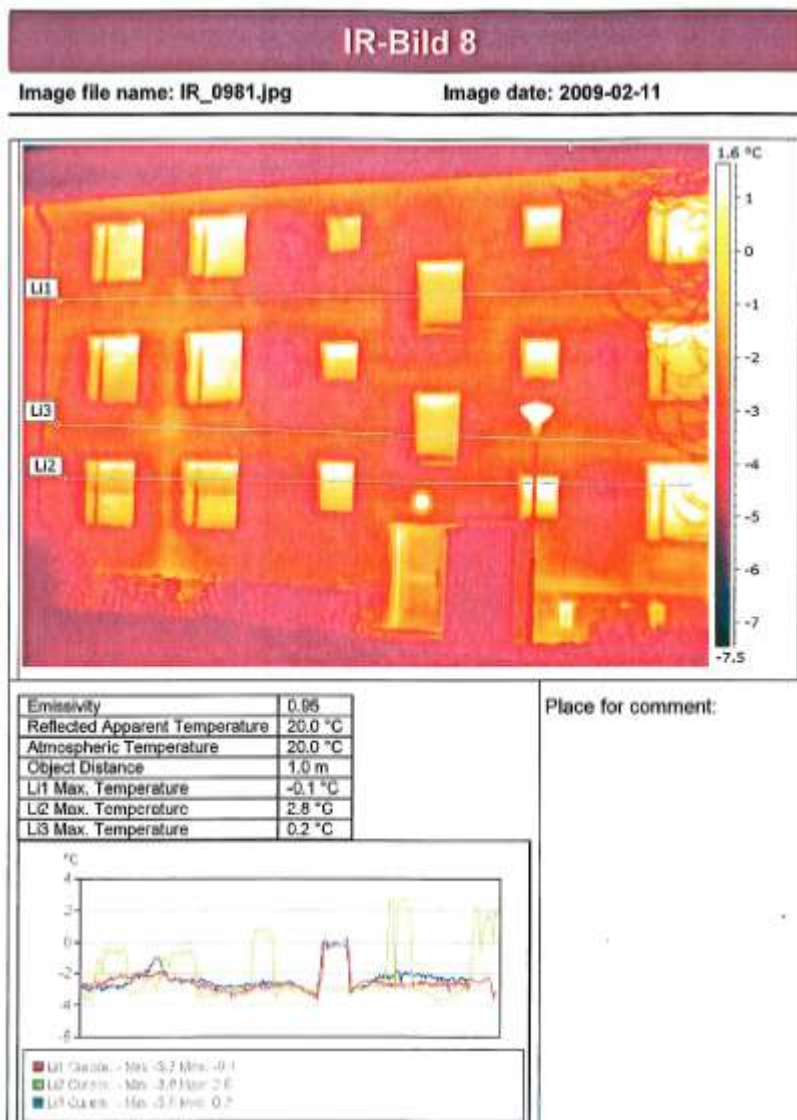 IR-Bild 8
Image file name: IR_0981.jpg Image date: 2009-02-11
1.6 °C
1
0
-1
-2
-3
-4
-5
-6
-7
-7.5
Li1
Li3
Li2
Emissivity 0.95
Reflected Apparent Temperature 20.0 °C
Atmospheric Temperature 20.0 °C
Object Distance 1.0 m
Li1 Max. Temperature -0.1 °C
Li2 Max. Temperature 2.8 °C
Li3 Max. Temperature 0.2 °C
Place for comment:
°C
4
2
0
-2
-4
-6
Li1
Li2
Li3